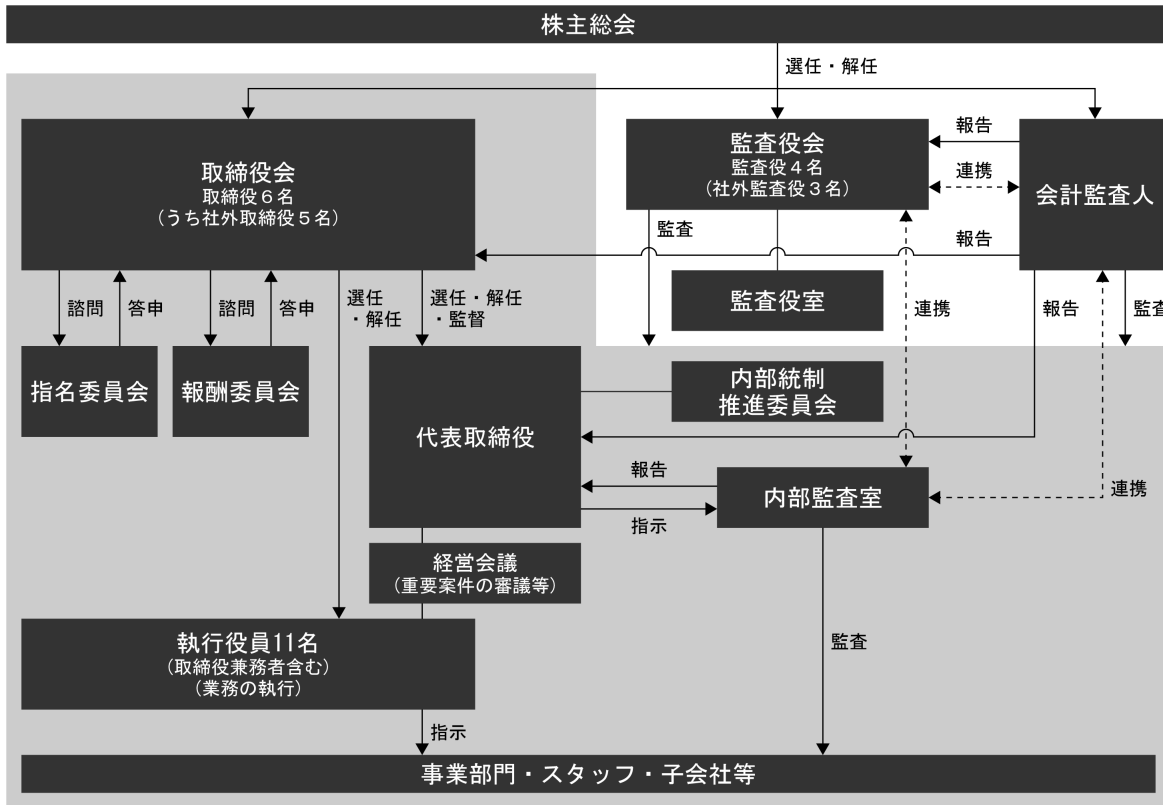 株主総会
選任・解任
取締役会
取締役6名
(うち社外取締役5名)
監査役会
監査役4名
(社外監査役3名)
報告
連携
会計監査人
監査
報告
監査役室
連携
報告
監査
諮問
答申
諮問
答申
選任
・解任
選任・解任
・監督
指名委員会
報酬委員会
代表取締役
内部統制
推進委員会
報告
指示
内部監査室
連携
経営会議
(重要案件の審議等)
執行役員11名
(取締役兼務者含む)
(業務の執行)
監査
指示
事業部門・スタッフ・子会社等